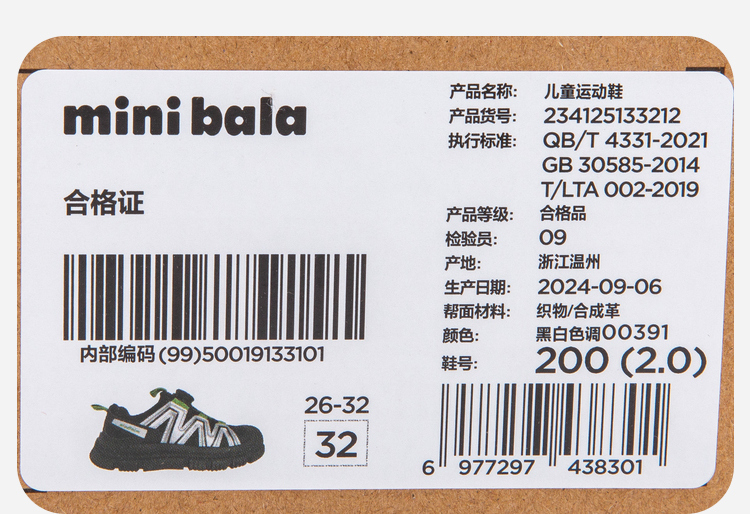 mini bala
合格证
内部编码(99)50019133101
26-32
32
产品名称: 儿童运动鞋
产品货号: 234125133212
执行标准: QB/T 4331-2021
GB 30585-2014
T/LTA 002-2019
产品等级: 合格品
检验员: 09
产地: 浙江温州
生产日期: 2024-09-06
帮面材料: 织物/合成革
颜色: 黑白色调00391
鞋号: 200 (2.0)
6 977297 438301